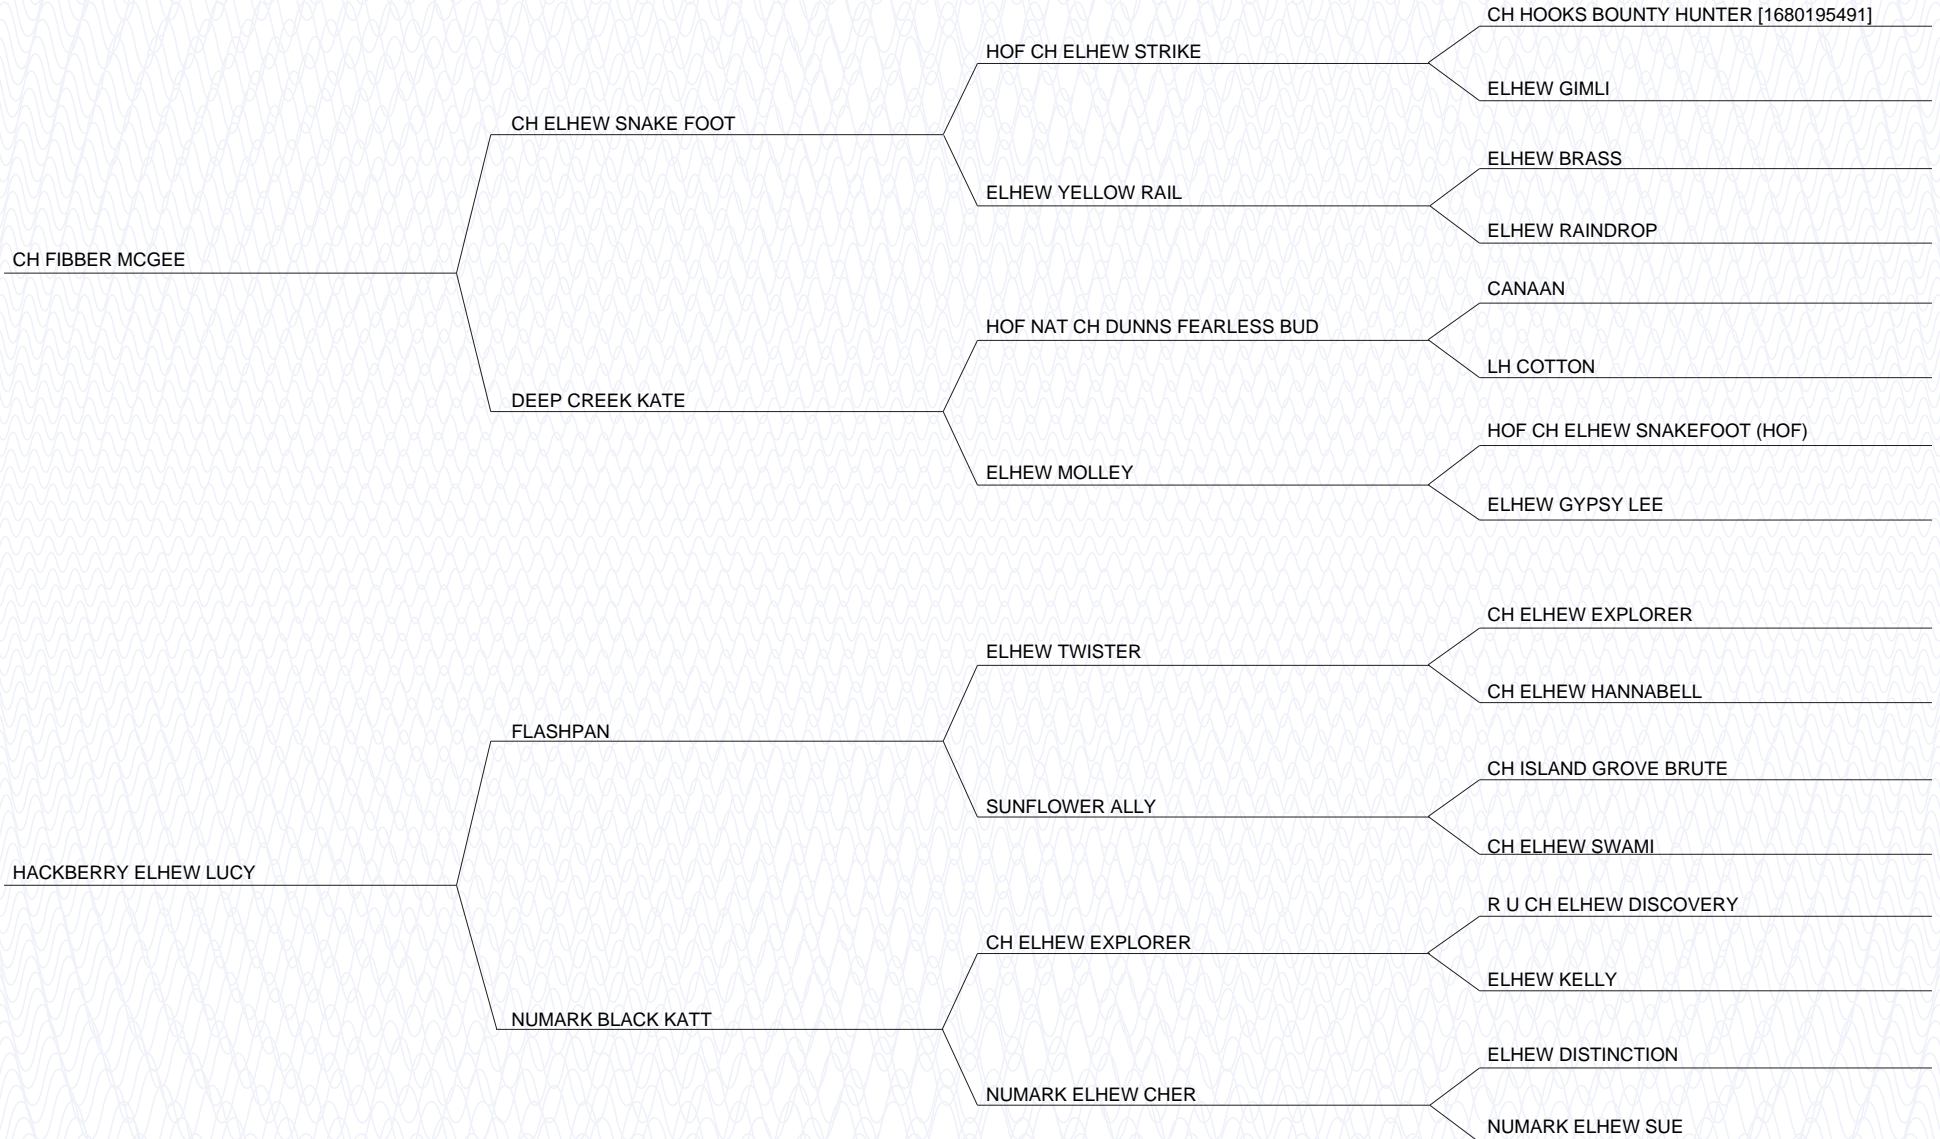 CH HOOKS BOUNTY HUNTER [1680195491]
HOF CH ELHEW STRIKE
ELHEW GIMLI
CH ELHEW SNAKE FOOT
ELHEW BRASS
ELHEW YELLOW RAIL
ELHEW RAINDROP
CH FIBBER MCGEE
CANAAN
HOF NAT CH DUNNS FEARLESS BUD
LH COTTON
DEEP CREEK KATE
HOF CH ELHEW SNAKEFOOT (HOF)
ELHEW MOLLEY
ELHEW GYPSY LEE
CH ELHEW EXPLORER
ELHEW TWISTER
CH ELHEW HANNABELL
FLASHPAN
CH ISLAND GROVE BRUTE
SUNFLOWER ALLY
CH ELHEW SWAMI
HACKBERRY ELHEW LUCY
R U CH ELHEW DISCOVERY
CH ELHEW EXPLORER
ELHEW KELLY
NUMARK BLACK KATT
ELHEW DISTINCTION
NUMARK ELHEW CHER
NUMARK ELHEW SUE